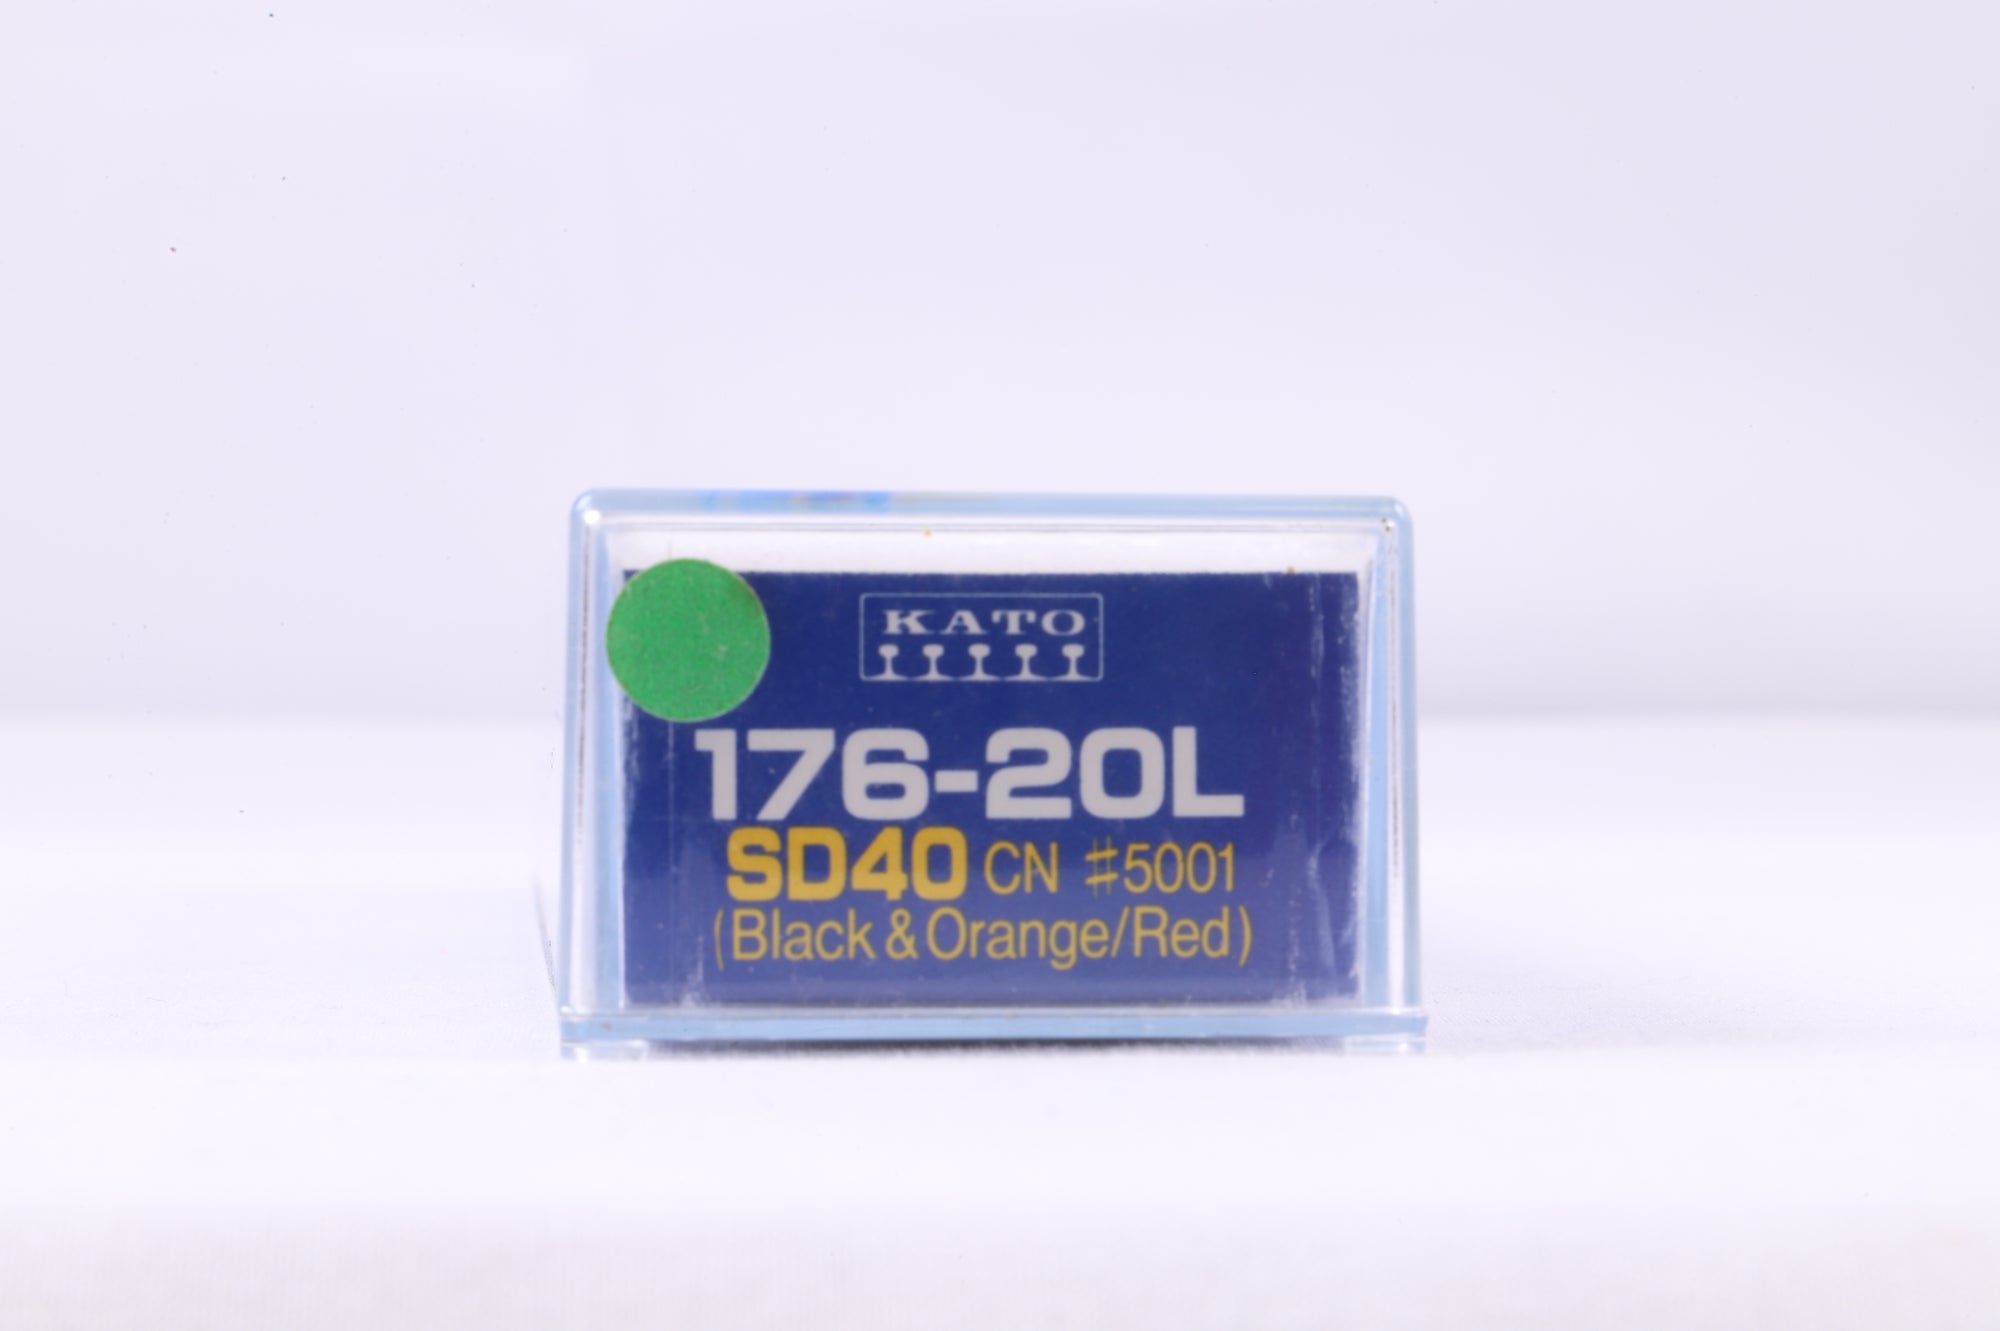 KATO
176-20L
SD40 CN #5001
(Black & Orange/Red)